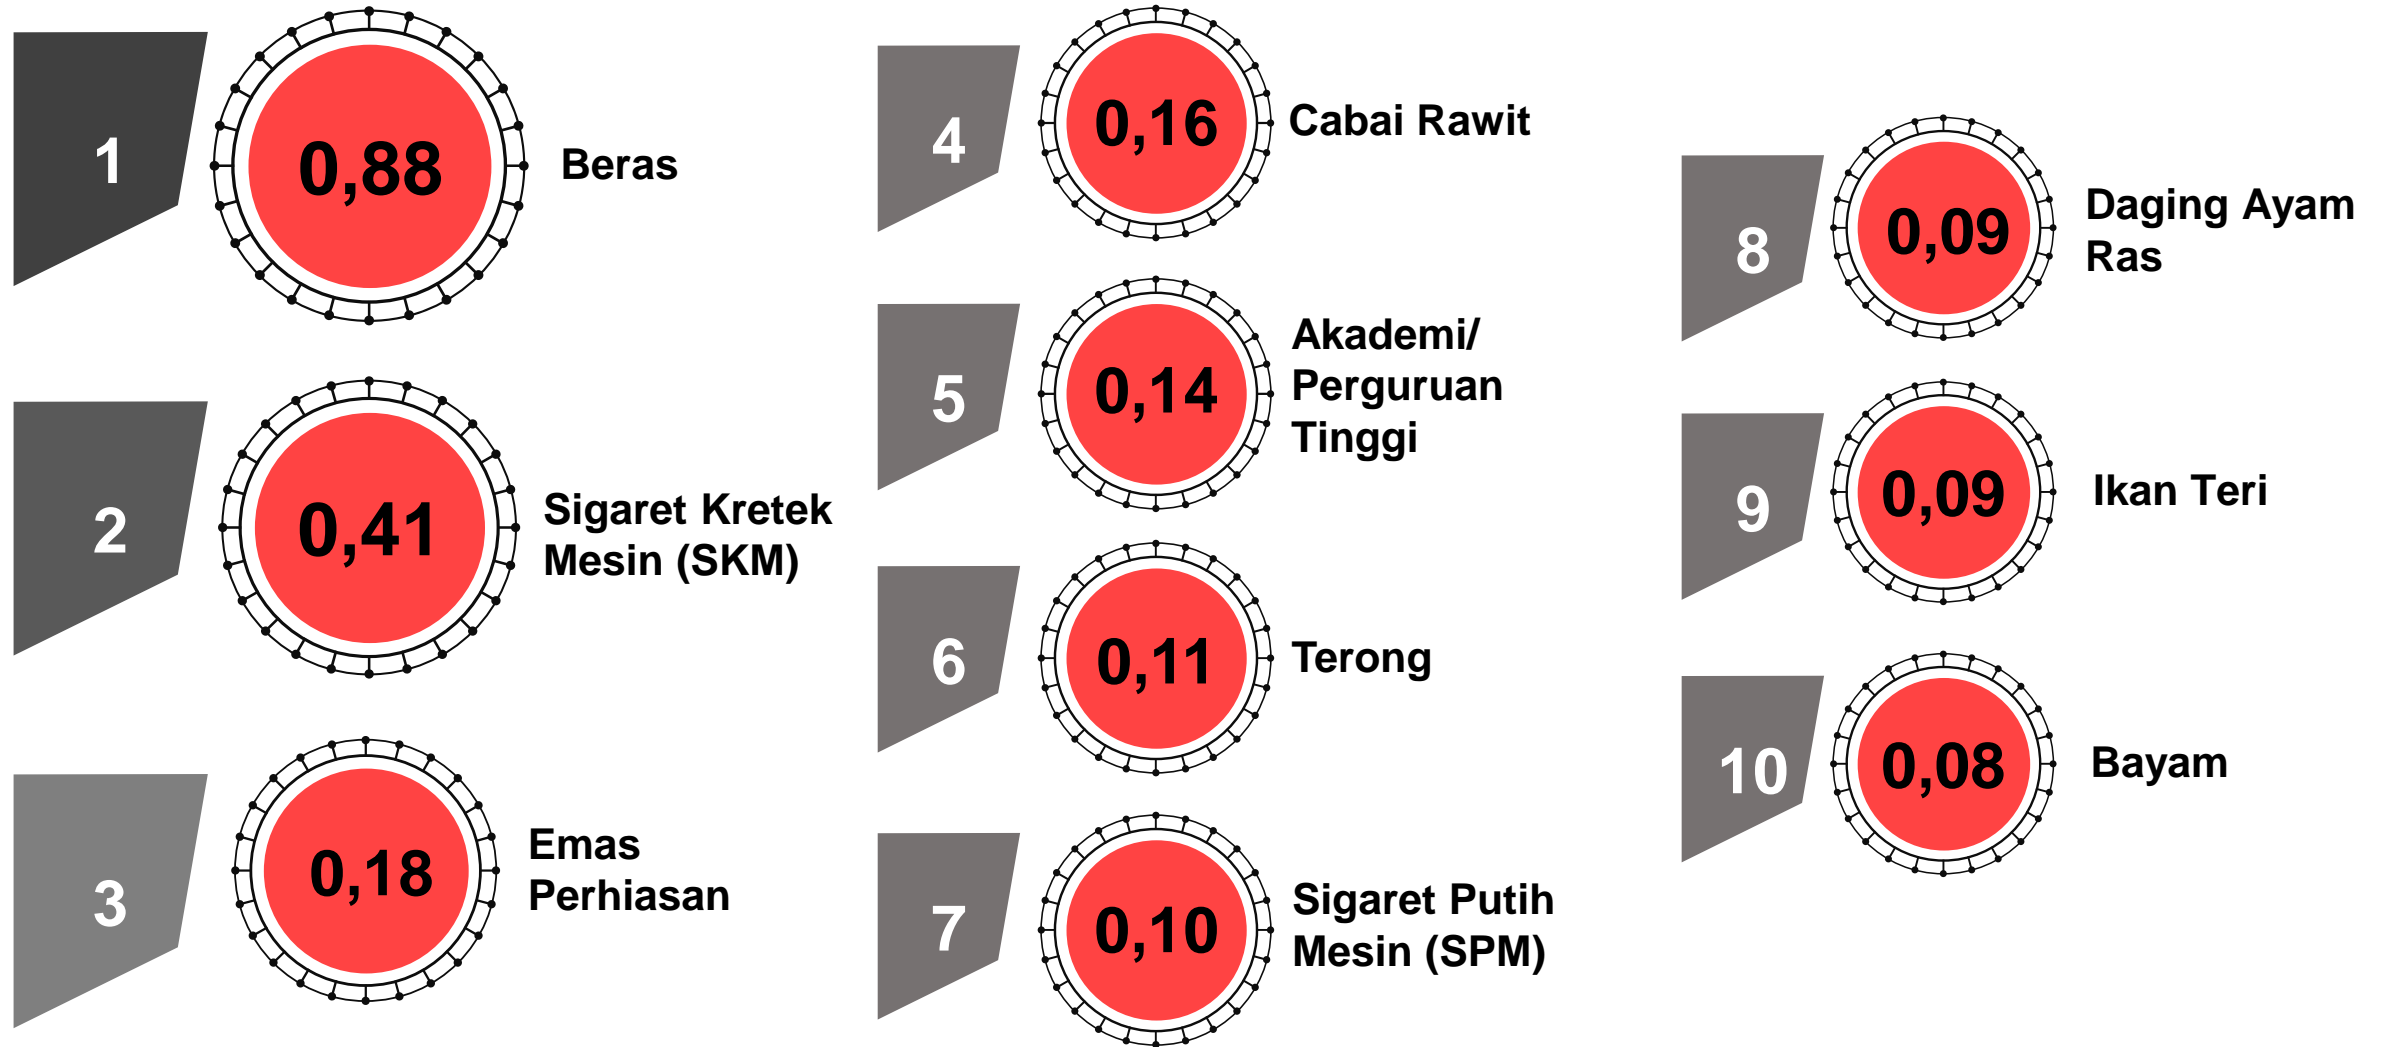 1
0,88
Beras
2
0,41
Sigaret Kretek
Mesin (SKM)
3
0,18
Emas
Perhiasan
4
0,16
Cabai Rawit
5
0,14
Akademi/
Perguruan
Tinggi
6
0,11
Terong
7
0,10
Sigaret Putih
Mesin (SPM)
8
0,09
Daging Ayam
Ras
9
0,09
Ikan Teri
10
0,08
Bayam